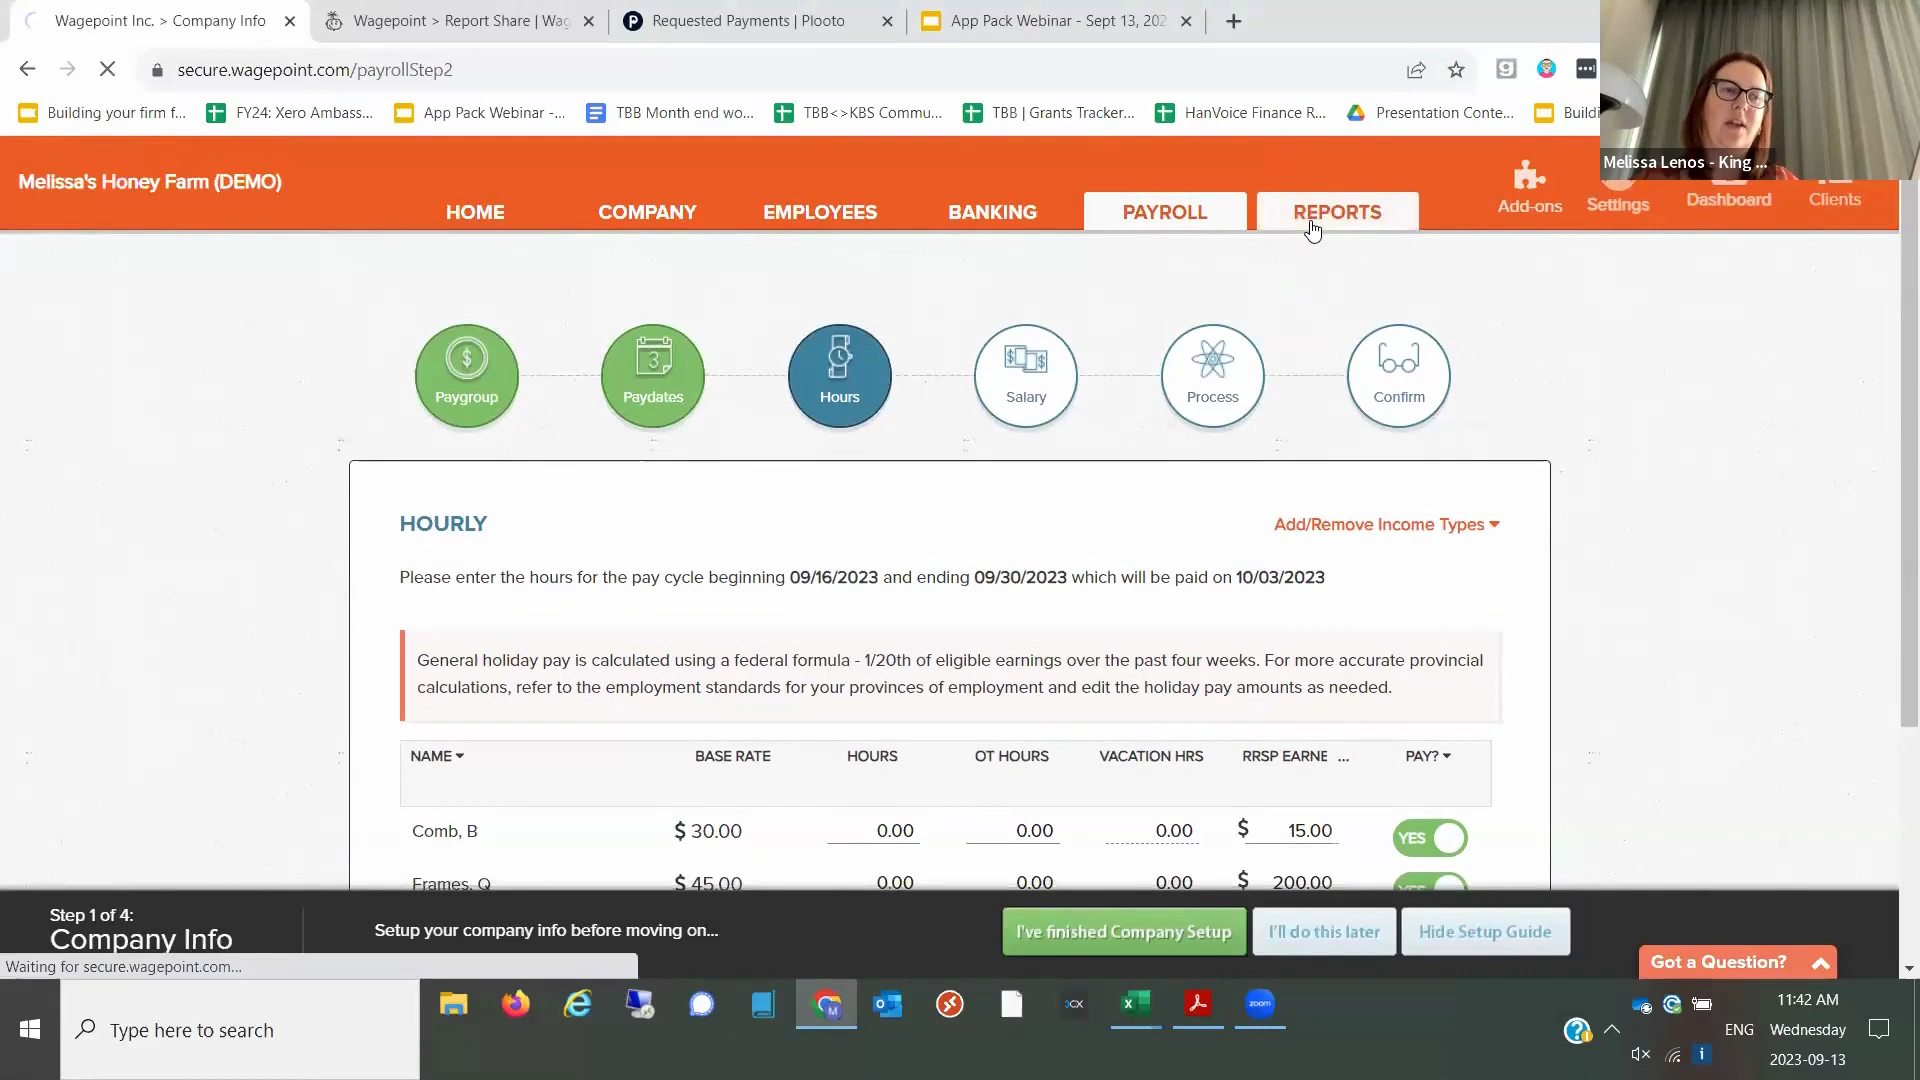 Wagepoint Inc. > Company Info
Wagepoint > Report Share | Wag
Requested Payments | Plooto
App Pack Webinar - Sept 13, 202
secure.wagepoint.com/payrollStep2
Building your firm f...
FY24: Xero Ambass...
App Pack Webinar -...
TBB Month end wo...
TBB<>KBS Commu...
TBB | Grants Tracker...
HanVoice Finance R...
Presentation Conte...
Buildi
Melissa Lenos - King ...
Melissa's Honey Farm (DEMO)
HOME
COMPANY
EMPLOYEES
BANKING
PAYROLL
REPORTS
Add-ons
Settings
Dashboard
Clients
Paygroup
3
Paydates
Hours
Salary
Process
Confirm
HOURLY
Add/Remove Income Types
Please enter the hours for the pay cycle beginning 09/16/2023 and ending 09/30/2023 which will be paid on 10/03/2023
General holiday pay is calculated using a federal formula - 1/20th of eligible earnings over the past four weeks. For more accurate provincial
calculations, refer to the employment standards for your provinces of employment and edit the holiday pay amounts as needed.
NAME BASE RATE HOURS OT HOURS VACATION HRS RRSP EARNE ... PAY?
Comb, B $ 30.00 0.00 0.00 0.00 $ 15.00 YES
Frames, Q $ 45.00 0.00 0.00 0.00 $ 200.00 YES
Step 1 of 4:
Company Info
Setup your company info before moving on...
I've finished Company Setup
I'll do this later
Hide Setup Guide
Got a Question?
Waiting for secure.wagepoint.com...
Type here to search
3CX
zoom
ENG
11:42 AM
Wednesday
2023-09-13